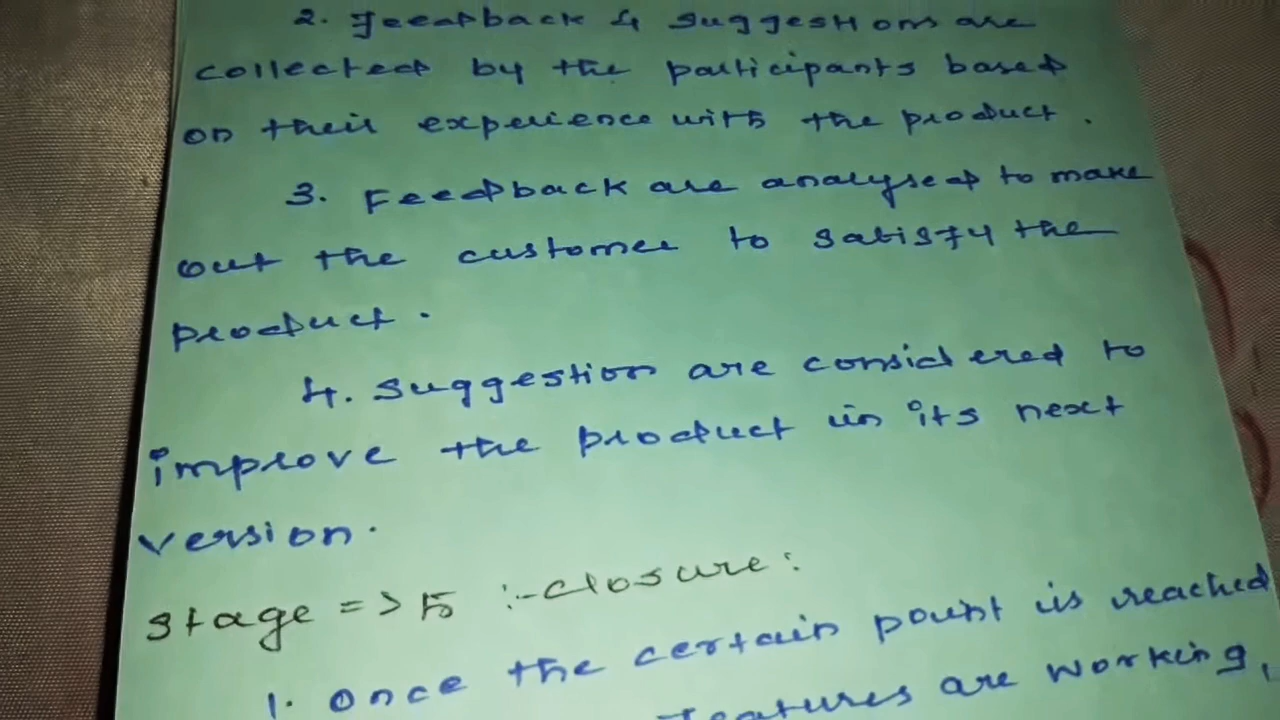 2. Feedback & suggestions are
collected by the participants based
on their experience with the product.
3. Feedback are analysed to make
out the customer to satisfy the
product.
4. Suggestion are considered to
improve the product in its next
version.
stage => 5 :- closure:
1. Once the certain point is reached
features are working,